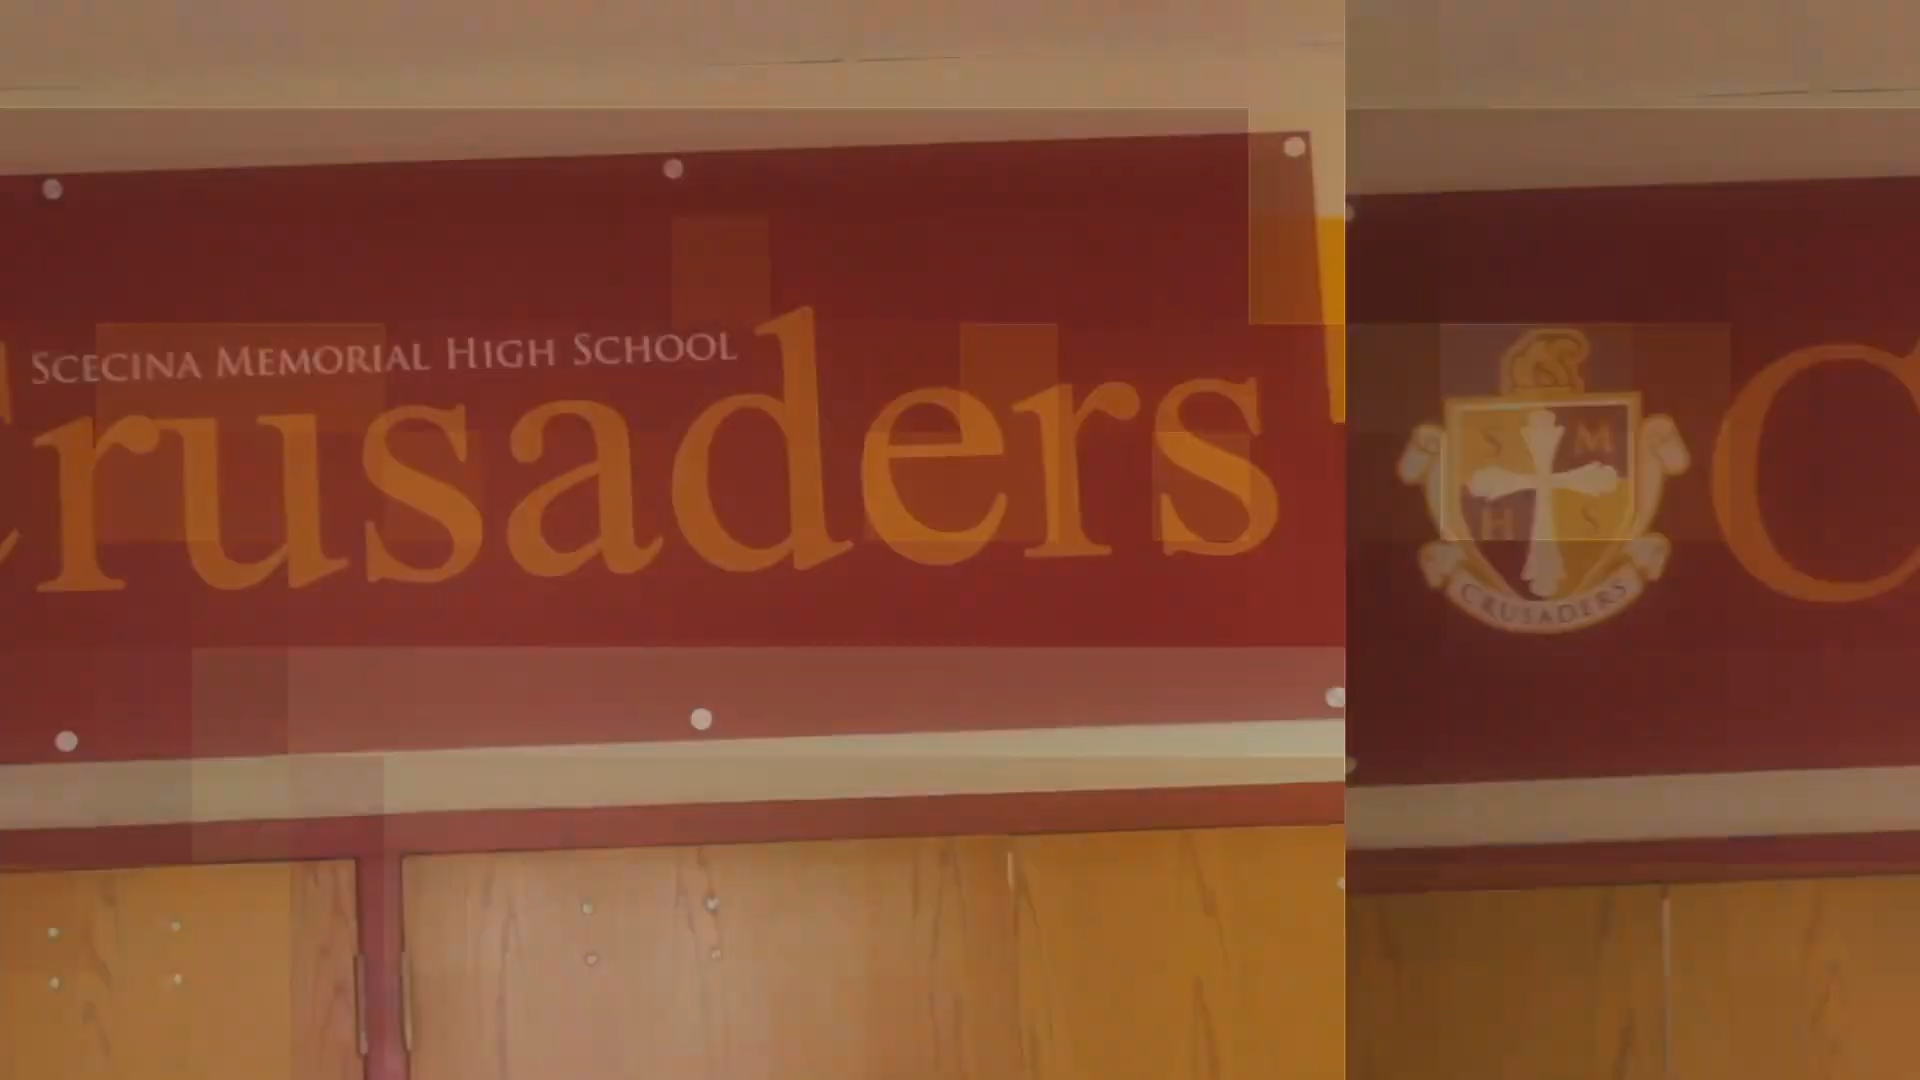 SCECINA MEMORIAL HIGH SCHOOL
Crusaders
S M
H S
CRUSADERS
C